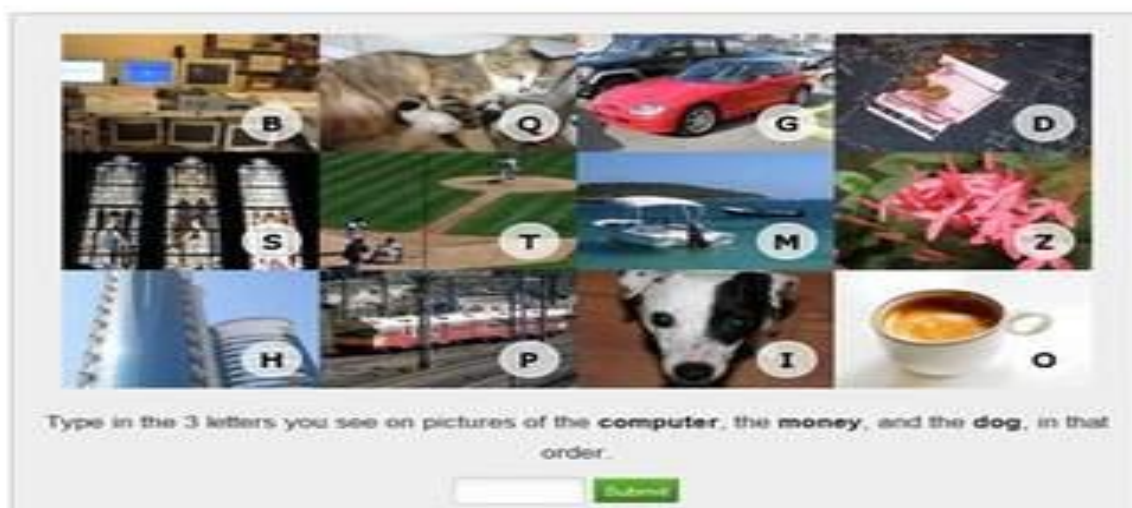 B Q G D
S T M Z
H P I O
Type in the 3 letters you see on pictures of the computer, the money, and the dog, in that
order.
Submit